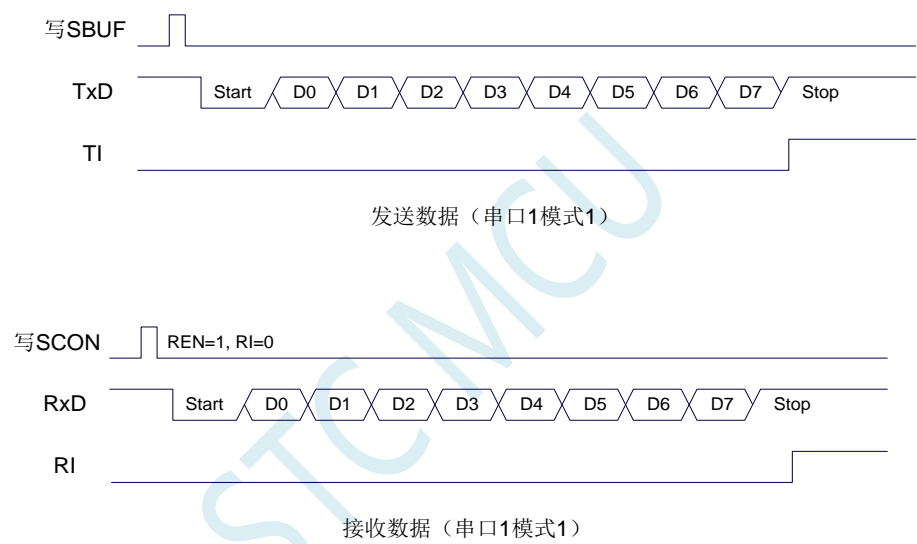 写SBUF
TxD Start D0 D1 D2 D3 D4 D5 D6 D7 Stop
TI
发送数据（串口1模式1）
写SCON REN=1, RI=0
RxD Start D0 D1 D2 D3 D4 D5 D6 D7 Stop
RI
接收数据（串口1模式1）
STC MCU